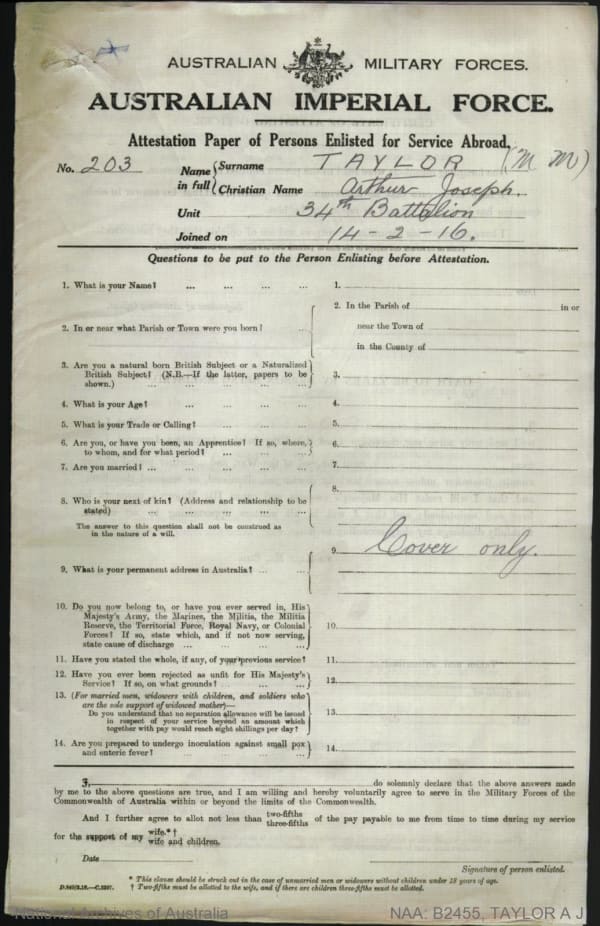 AUSTRALIAN MILITARY FORCES.
AUSTRALIAN IMPERIAL FORCE.
Attestation Paper of Persons Enlisted for Service Abroad.
No. 203 Name in full Surname TAYLOR (M M)
Christian Name Arthur Joseph.
Unit 34th Battalion
Joined on 14-2-16.
Questions to be put to the Person Enlisting before Attestation.
1. What is your Name? ... ... ... ... 1.
2. In or near what Parish or Town were you born? ... 2. In the Parish of in or
near the Town of
in the County of
3. Are you a natural born British Subject or a Naturalized
British Subject? (N.B.—If the latter, papers to be
shown.) ... ... ... ... ... 3.
4. What is your Age? ... ... ... ... 4.
5. What is your Trade or Calling? ... ... ... 5.
6. Are you, or have you been, an Apprentice? If so, where,
to whom, and for what period? ... ... ... 6.
7. Are you married? ... ... ... ... ... 7.
8. Who is your next of kin? (Address and relationship to be
stated) ... ... ... ... ... 8.
The answer to this question shall not be construed as
in the nature of a will.
9. What is your permanent address in Australia? ... ... 9. Cover only.
10. Do you now belong to, or have you ever served in, His
Majesty's Army, the Marines, the Militia, the Militia
Reserve, the Territorial Force, Royal Navy, or Colonial
Forces? If so, state which, and if not now serving,
state cause of discharge ... ... ... ... 10.
11. Have you stated the whole, if any, of your previous service? 11.
12. Have you ever been rejected as unfit for His Majesty's
Service? If so, on what grounds? ... ... ... 12.
13. (For married men, widowers with children, and soldiers who
are the sole support of widowed mother)—
Do you understand that no separation allowance will be issued
in respect of your service beyond an amount which
together with pay would reach eight shillings per day? 13.
14. Are you prepared to undergo inoculation against small pox
and enteric fever? ... ... ... ... 14.
I, do solemnly declare that the above answers made
by me to the above questions are true, and I am willing and hereby voluntarily agree to serve in the Military Forces of the
Commonwealth of Australia within or beyond the limits of the Commonwealth.
And I further agree to allot not less than two-fifths three-fifths of the pay payable to me from time to time during my service
for the support of my wife.*† wife and children.
Date
Signature of person enlisted.
* This clause should be struck out in the case of unmarried men or widowers without children under 18 years of age.
† Two-fifths must be allotted to the wife, and if there are children three-fifths must be allotted.
National Archives of Australia NAA: B2455, TAYLOR A J